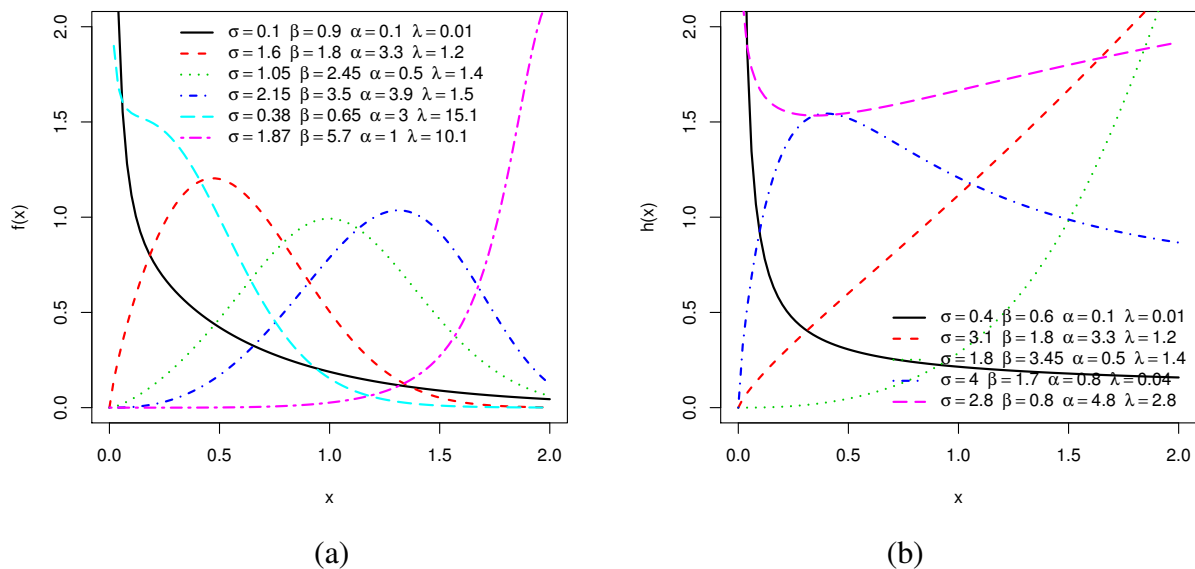 2.0
1.5
1.0
0.5
0.0
f(x)
σ = 0.1 β = 0.9 α = 0.1 λ = 0.01
σ = 1.6 β = 1.8 α = 3.3 λ = 1.2
σ = 1.05 β = 2.45 α = 0.5 λ = 1.4
σ = 2.15 β = 3.5 α = 3.9 λ = 1.5
σ = 0.38 β = 0.65 α = 3 λ = 15.1
σ = 1.87 β = 5.7 α = 1 λ = 10.1
0.0 0.5 1.0 1.5 2.0
x
(a)
2.0
1.5
1.0
0.5
0.0
h(x)
σ = 0.4 β = 0.6 α = 0.1 λ = 0.01
σ = 3.1 β = 1.8 α = 3.3 λ = 1.2
σ = 1.8 β = 3.45 α = 0.5 λ = 1.4
σ = 4 β = 1.7 α = 0.8 λ = 0.04
σ = 2.8 β = 0.8 α = 4.8 λ = 2.8
0.0 0.5 1.0 1.5 2.0
x
(b)